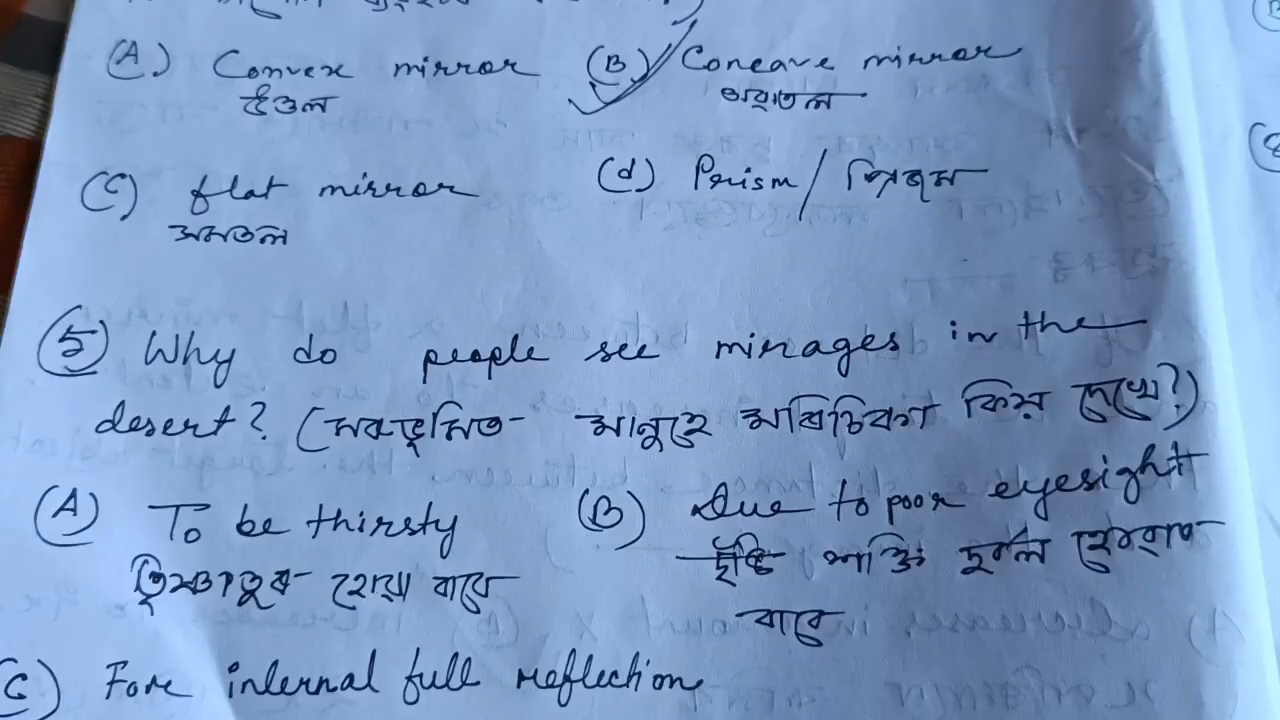 (A) Convex mirror (B) Concave mirror
উত্তল অৱতল
(C) flat mirror (d) Prism / প্ৰিজম
সমতল
(5) Why do people see mirages in the
desert? (মৰুভূমিত মানুহে মৰিচিকা কিয় দেখে?)
(A) To be thirsty (B) Due to poor eyesight
তৃষ্ণাতুৰ হোৱা বাবে দৃষ্টি শক্তি দুৰ্বল হোৱাৰ
বাবে
C) Fore internal full reflection